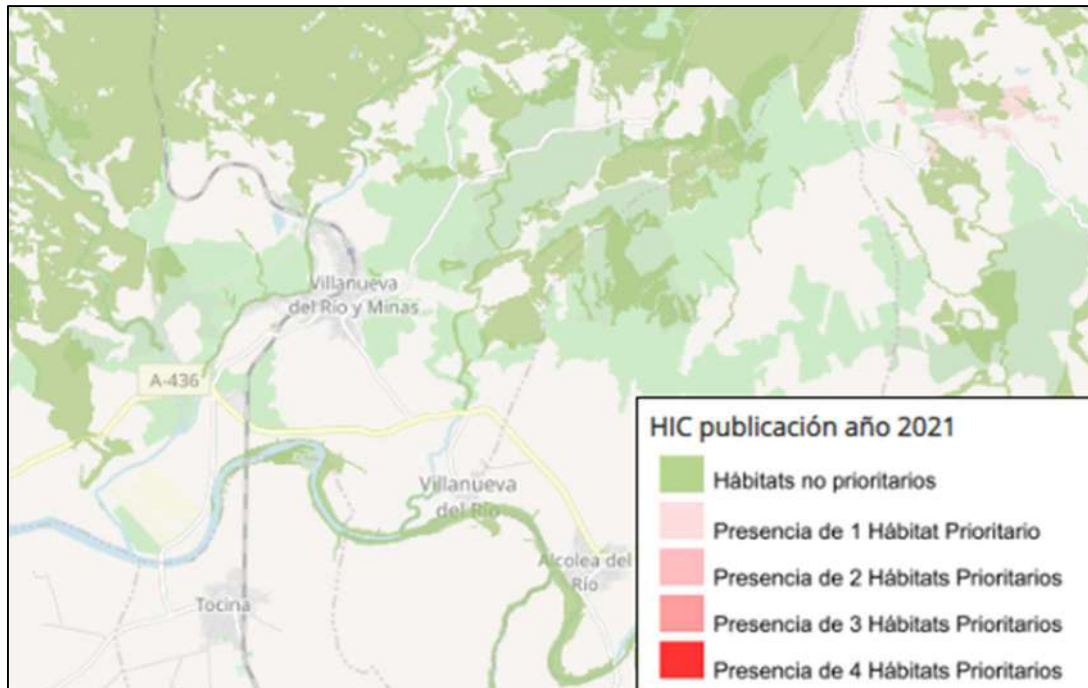 Villanueva
del Río y Minas
A-436
Villanueva
del Río
Alcolea del
Río
Tocina
HIC publicación año 2021
Hábitats no prioritarios
Presencia de 1 Hábitat Prioritario
Presencia de 2 Hábitats Prioritarios
Presencia de 3 Hábitats Prioritarios
Presencia de 4 Hábitats Prioritarios